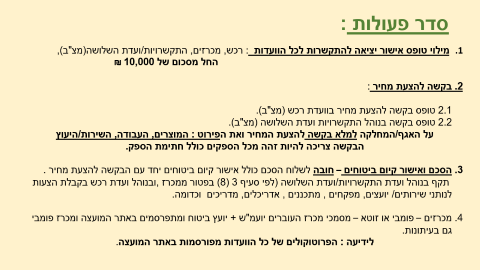 סדר פעולות :
1. מילוי טופס אישור יציאה להתקשרות לכל הוועדות : רכש, מכרזים, התקשרויות/ועדת השלושה(מצ"ב),
החל מסכום של 10,000 ₪
2. בקשה להצעת מחיר :
2.1 טופס בקשה להצעת מחיר בוועדת רכש (מצ"ב).
2.2 טופס בקשה בנוהל התקשרויות ועדת השלושה (מצ"ב).
על האגף/המחלקה למלא בקשה להצעת המחיר ואת הפירוט : המוצרים, העבודה, השירות/היעוץ
הבקשה צריכה להיות זהה מכל הספקים כולל חתימת הספק.
3. הסכם ואישור קיום ביטוחים – חובה לשלוח הסכם כולל אישור קיום ביטוחים יחד עם הבקשה להצעת מחיר .
תקף בנוהל ועדת התקשרויות/ועדת השלושה (לפי סעיף 3 (8) בפטור ממכרז ,ובנוהל ועדת רכש בקבלת הצעות
לנותני שירותים/ יועצים, מפקחים , מתכננים , אדריכלים, מדריכים וכדומה.
4. מכרזים – פומבי או זוטא – מסמכי מכרז העוברים יועמ"ש + יועץ ביטוח ומתפרסמים באתר המועצה ומכרז פומבי
גם בעיתונות.
לידיעה : הפרוטוקולים של כל הוועדות מפורסמות באתר המועצה.